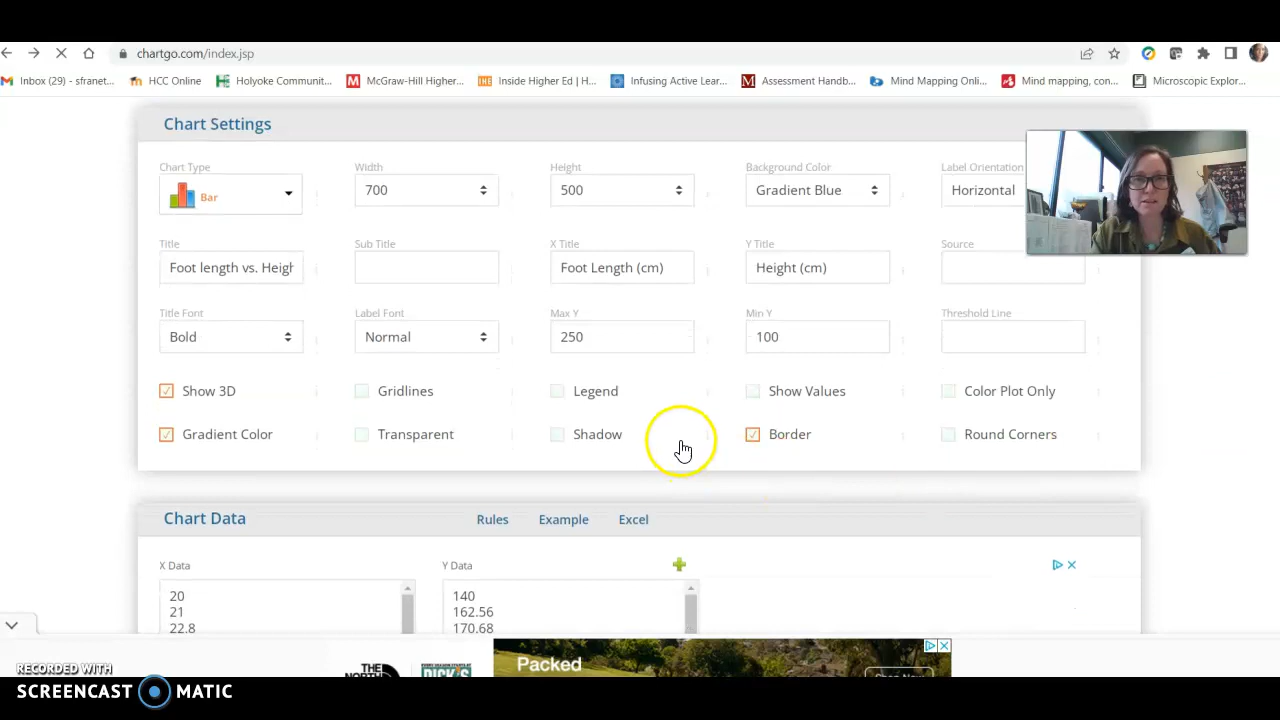 chartgo.com/index.jsp
Inbox (29) - sfranet... HCC Online Holyoke Communit... McGraw-Hill Higher... Inside Higher Ed | H... Infusing Active Lear... Assessment Handb... Mind Mapping Onli... Mind mapping, con... Microscopic Explor...
Chart Settings
Chart Type Width Height Background Color Label Orientation
Bar 700 500 Gradient Blue Horizontal
Title Sub Title X Title Y Title Source
Foot length vs. Heigh Foot Length (cm) Height (cm)
Title Font Label Font Max Y Min Y Threshold Line
Bold Normal 250 100
Show 3D Gridlines Legend Show Values Color Plot Only
Gradient Color Transparent Shadow Border Round Corners
Chart Data Rules Example Excel
X Data Y Data
20 140
21 162.56
22.8 170.68
Packed
THE
NORTH
DICK'S
RECORDED WITH
SCREENCAST MATIC